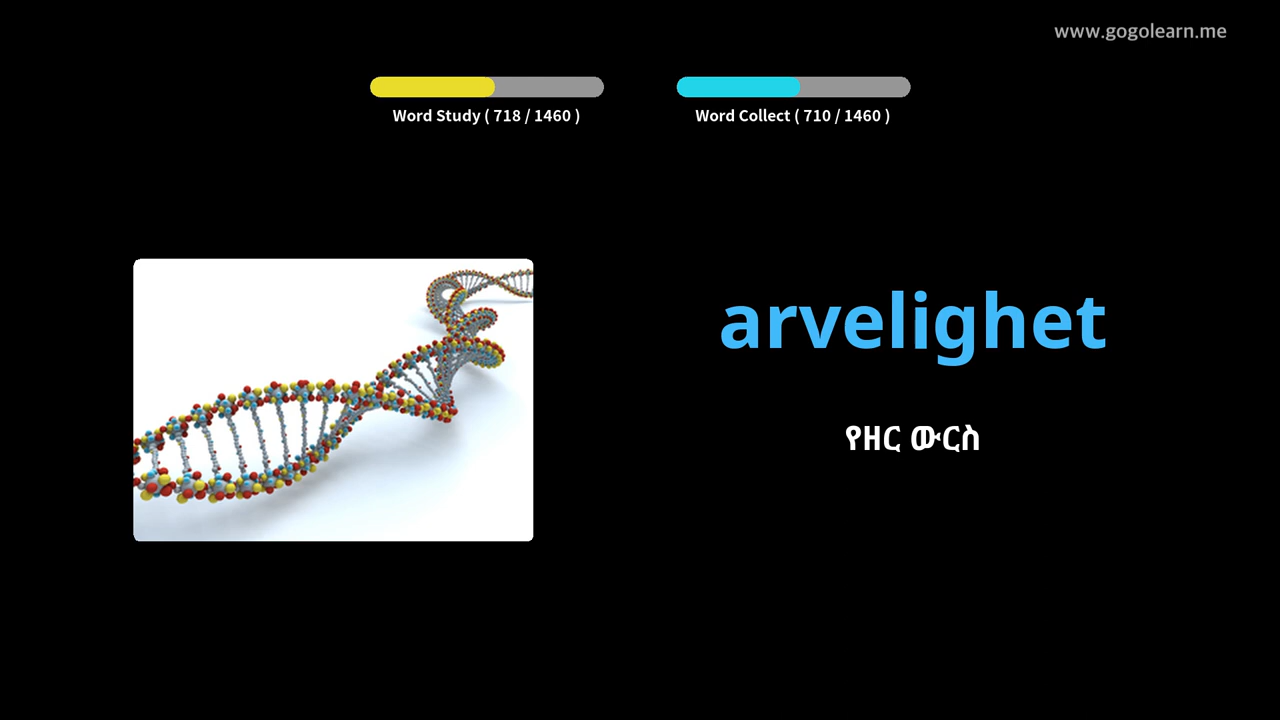 www.gogolearn.me
Word Study ( 718 / 1460 )
Word Collect ( 710 / 1460 )
arvelighet
የዘር ውርስ